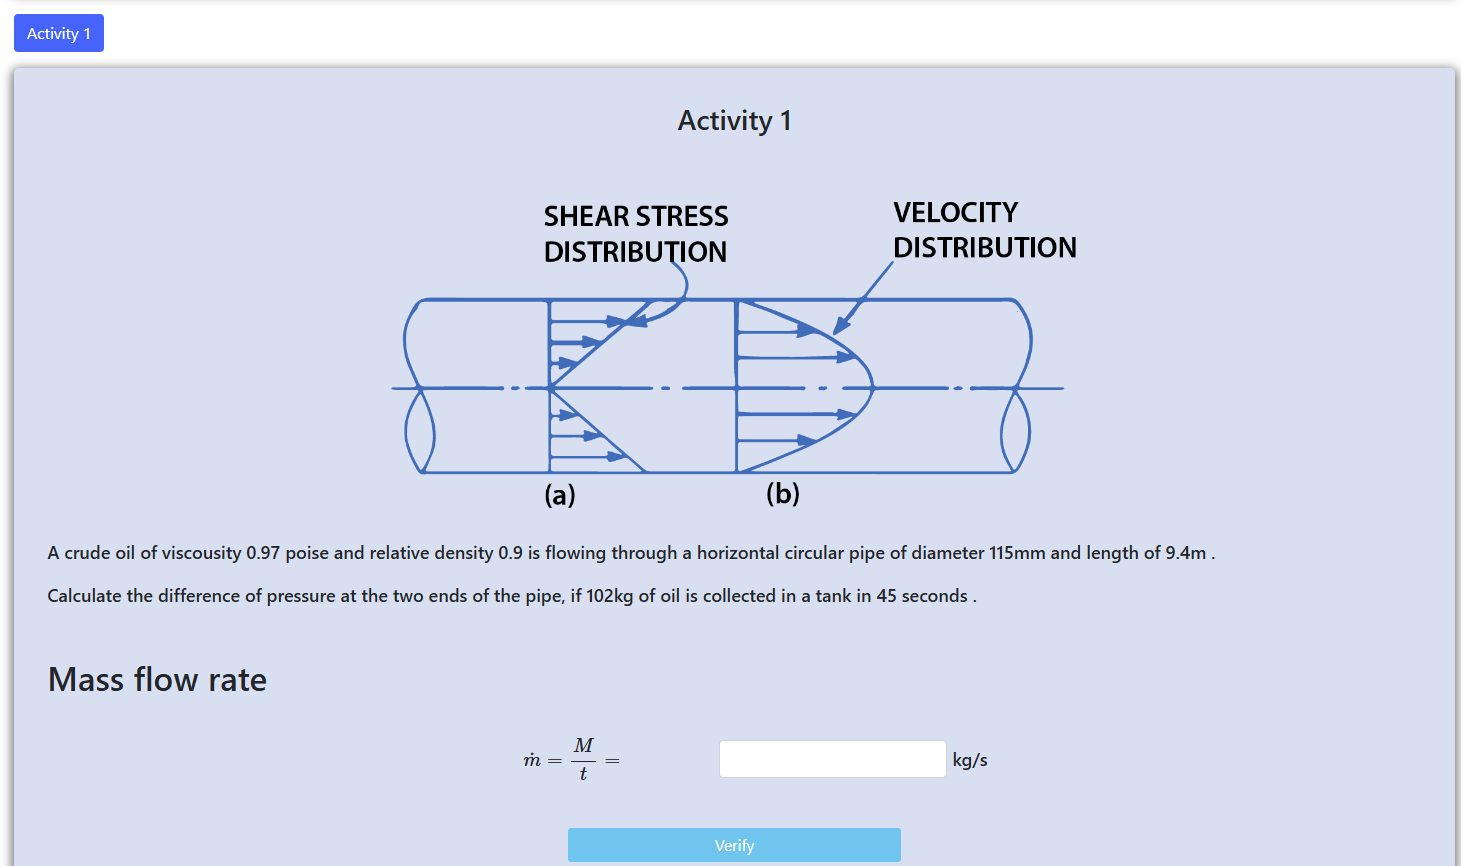 Activity 1
Activity 1
SHEAR STRESS
DISTRIBUTION
VELOCITY
DISTRIBUTION
(a)
(b)
A crude oil of viscousity 0.97 poise and relative density 0.9 is flowing through a horizontal circular pipe of diameter 115mm and length of 9.4m .
Calculate the difference of pressure at the two ends of the pipe, if 102kg of oil is collected in a tank in 45 seconds .
Mass flow rate
ṁ = M/t = kg/s
Verify